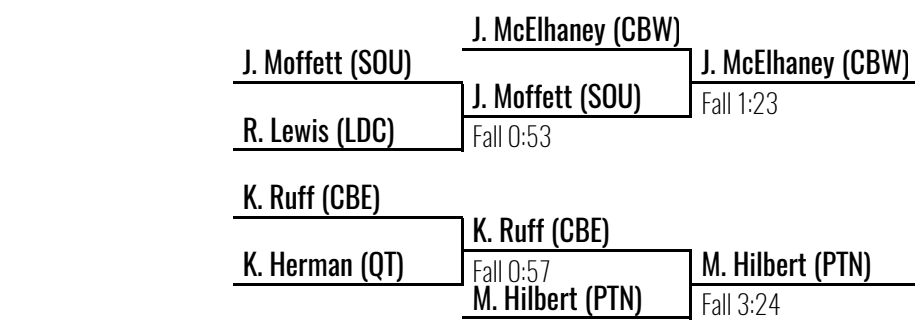 J. McElhaney (CBW)
J. Moffett (SOU)
J. McElhaney (CBW)
J. Moffett (SOU)
Fall 1:23
R. Lewis (LDC)
Fall 0:53
K. Ruff (CBE)
K. Ruff (CBE)
K. Herman (QT)
Fall 0:57
M. Hilbert (PTN)
M. Hilbert (PTN)
Fall 3:24